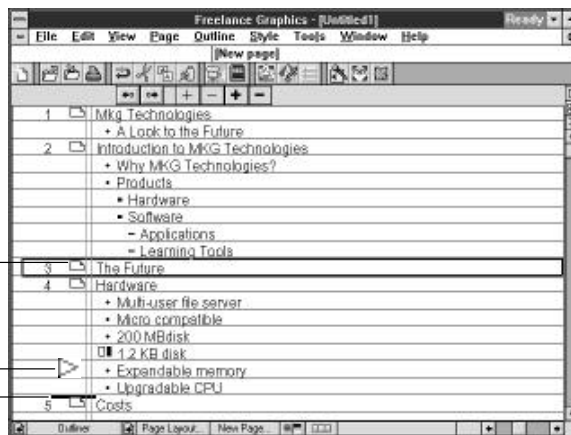 Freelance Graphics - [Untitled1] Ready
File Edit View Page Outline Style Tools Window Help
[New page]
1 Mkg Technologies
• A Look to the Future
2 Introduction to MKG Technologies
• Why MKG Technologies?
• Products
▪ Hardware
▪ Software
– Applications
– Learning Tools
3 The Future
4 Hardware
• Multi-user file server
• Micro compatible
• 200 MBdisk
1.2 KB disk
• Expandable memory
• Upgradable CPU
5 Costs
Outliner Page Layout... New Page...